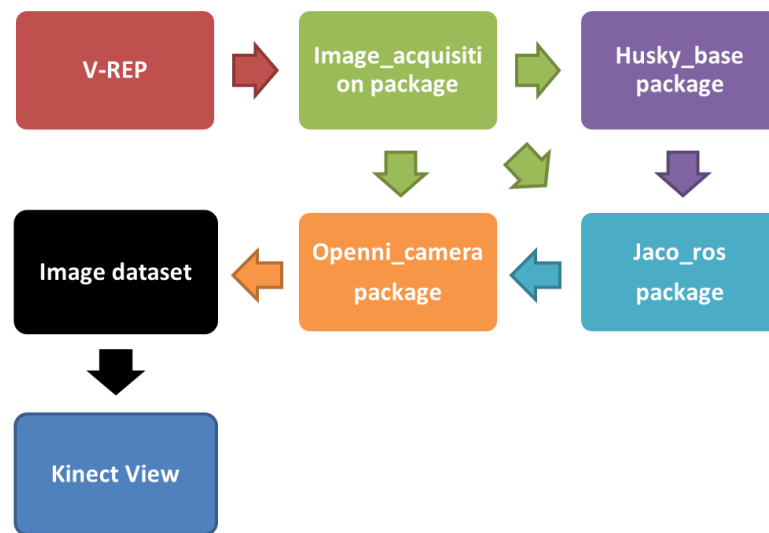 V-REP
Image_acquisiti
on package
Husky_base
package
Image dataset
Openni_camera
package
Jaco_ros
package
Kinect View